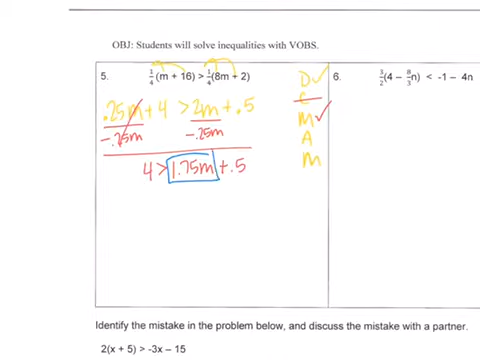 OBJ: Students will solve inequalities with VOBS.
5. 1/4(m + 16) > 1/4(8m + 2)
.25m + 4 > 2m + .5
-.25m -.25m
4 > 1.75m + .5
D ✓
C
M ✓
A
M
6. 3/2(4 − 8/3n) < -1 − 4n
Identify the mistake in the problem below, and discuss the mistake with a partner.
2(x + 5) > -3x − 15